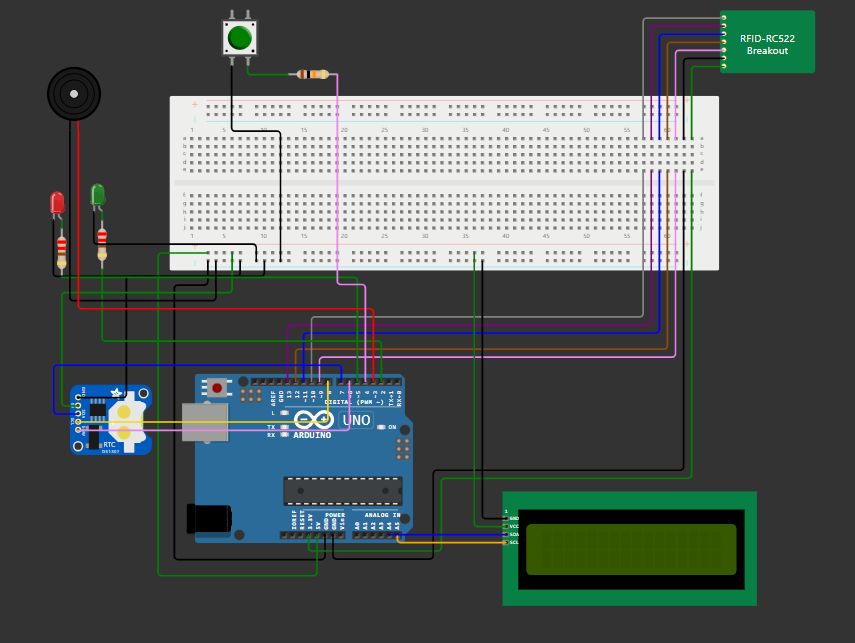 RFID-RC522
Breakout
+
1 5 10 15 20 25 30 35 40 45 50 55 60
a
b
c
d
e
a
b
c
d
e
f
g
h
i
j
f
g
h
i
j
1 5 10 15 20 25 30 35 40 45 50 55 60
AREF
GND
13
12
~11
~10
~9
8
7
~6
~5
4
~3
2
TX→1
RX←0
DIGITAL (PWM ~)
L
TX
RX
UNO
ON
ARDUINO
RTC
DS1307
POWER
ANALOG IN
IOREF
RESET
3.3V
5V
GND
GND
Vin
A0
A1
A2
A3
A4
A5
1
GND
VCC
SDA
SCL